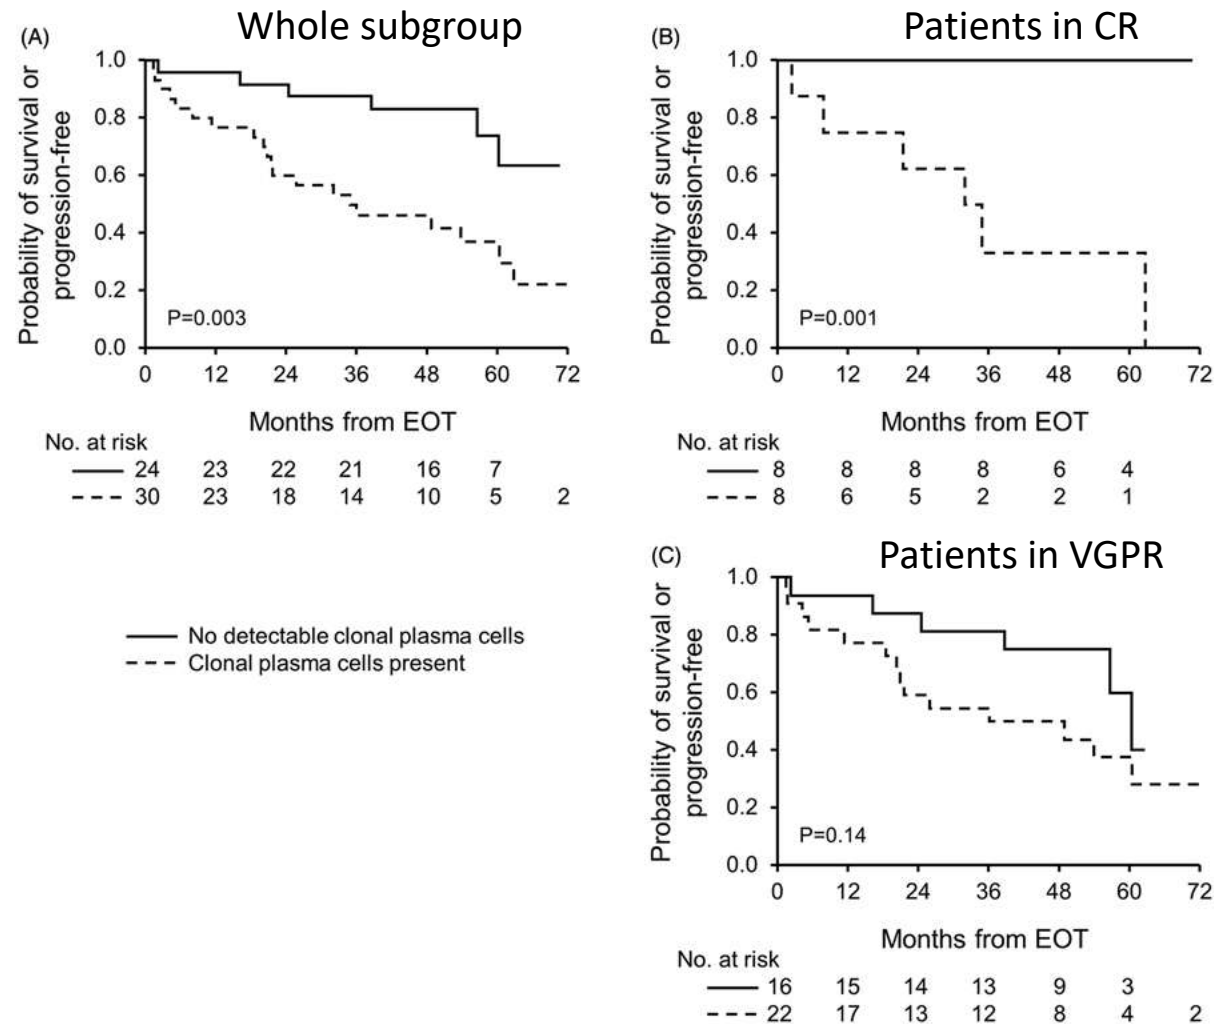 (A) Whole subgroup
Probability of survival or
progression-free
1.0
0.8
0.6
0.4
0.2
0.0
P=0.003
0 12 24 36 48 60 72
Months from EOT
No. at risk
24 23 22 21 16 7
30 23 18 14 10 5 2
(B) Patients in CR
Probability of survival or
progression-free
1.0
0.8
0.6
0.4
0.2
0.0
P=0.001
0 12 24 36 48 60 72
Months from EOT
No. at risk
8 8 8 8 6 4
8 6 5 2 2 1
No detectable clonal plasma cells
Clonal plasma cells present
(C) Patients in VGPR
Probability of survival or
progression-free
1.0
0.8
0.6
0.4
0.2
0.0
P=0.14
0 12 24 36 48 60 72
Months from EOT
No. at risk
16 15 14 13 9 3
22 17 13 12 8 4 2